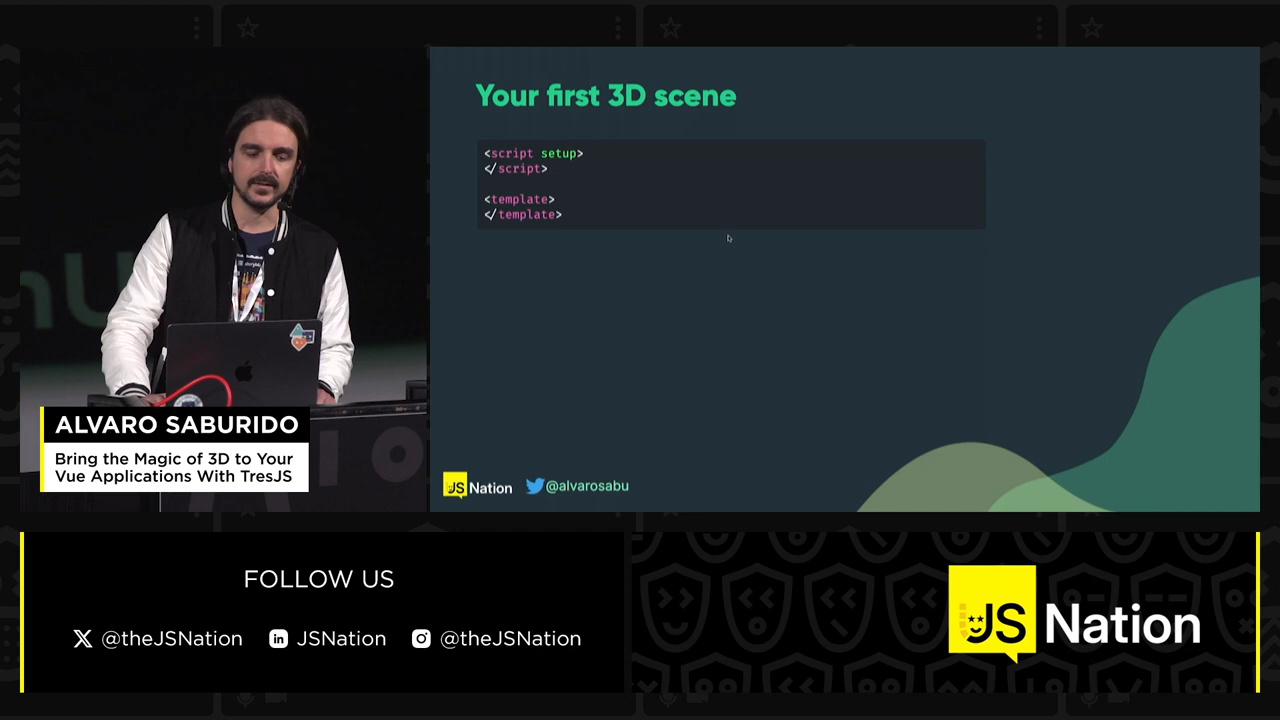 Your first 3D scene
<script setup>
</script>
<template>
</template>
JS Nation
@alvarosabu
ALVARO SABURIDO
Bring the Magic of 3D to Your
Vue Applications With TresJS
FOLLOW US
@theJSNation
JSNation
@theJSNation
JS Nation